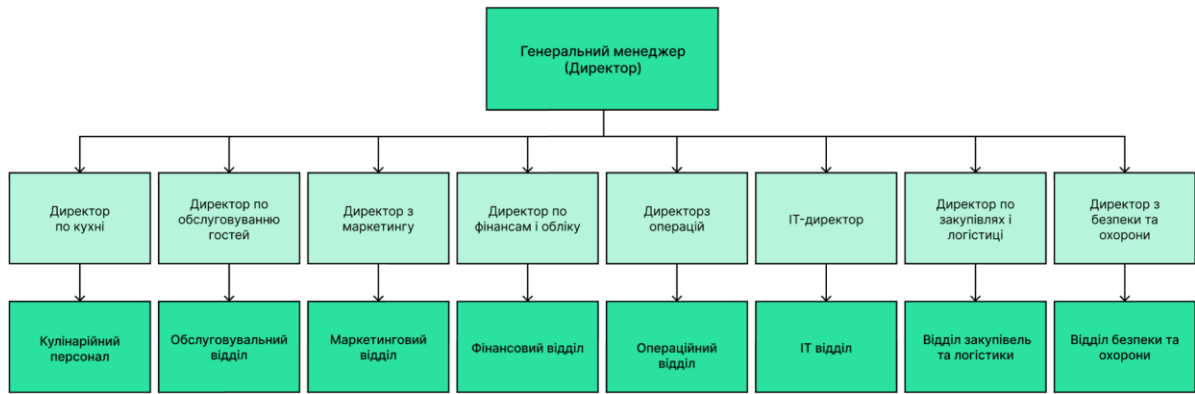 Генеральний менеджер
(Директор)
Директор
по кухні
Директор по
обслуговуванню
гостей
Директор з
маркетингу
Директор по
фінансам і обліку
Директорз
операцій
ІТ-директор
Директор по
закупівлях і
логістиці
Директор з
безпеки та
охорони
Кулінарійний
персонал
Обслуговувальний
відділ
Маркетинговий
відділ
Фінансовий відділ
Операційний
відділ
ІТ відділ
Відділ закупівель
та логістики
Відділ безпеки та
охорони